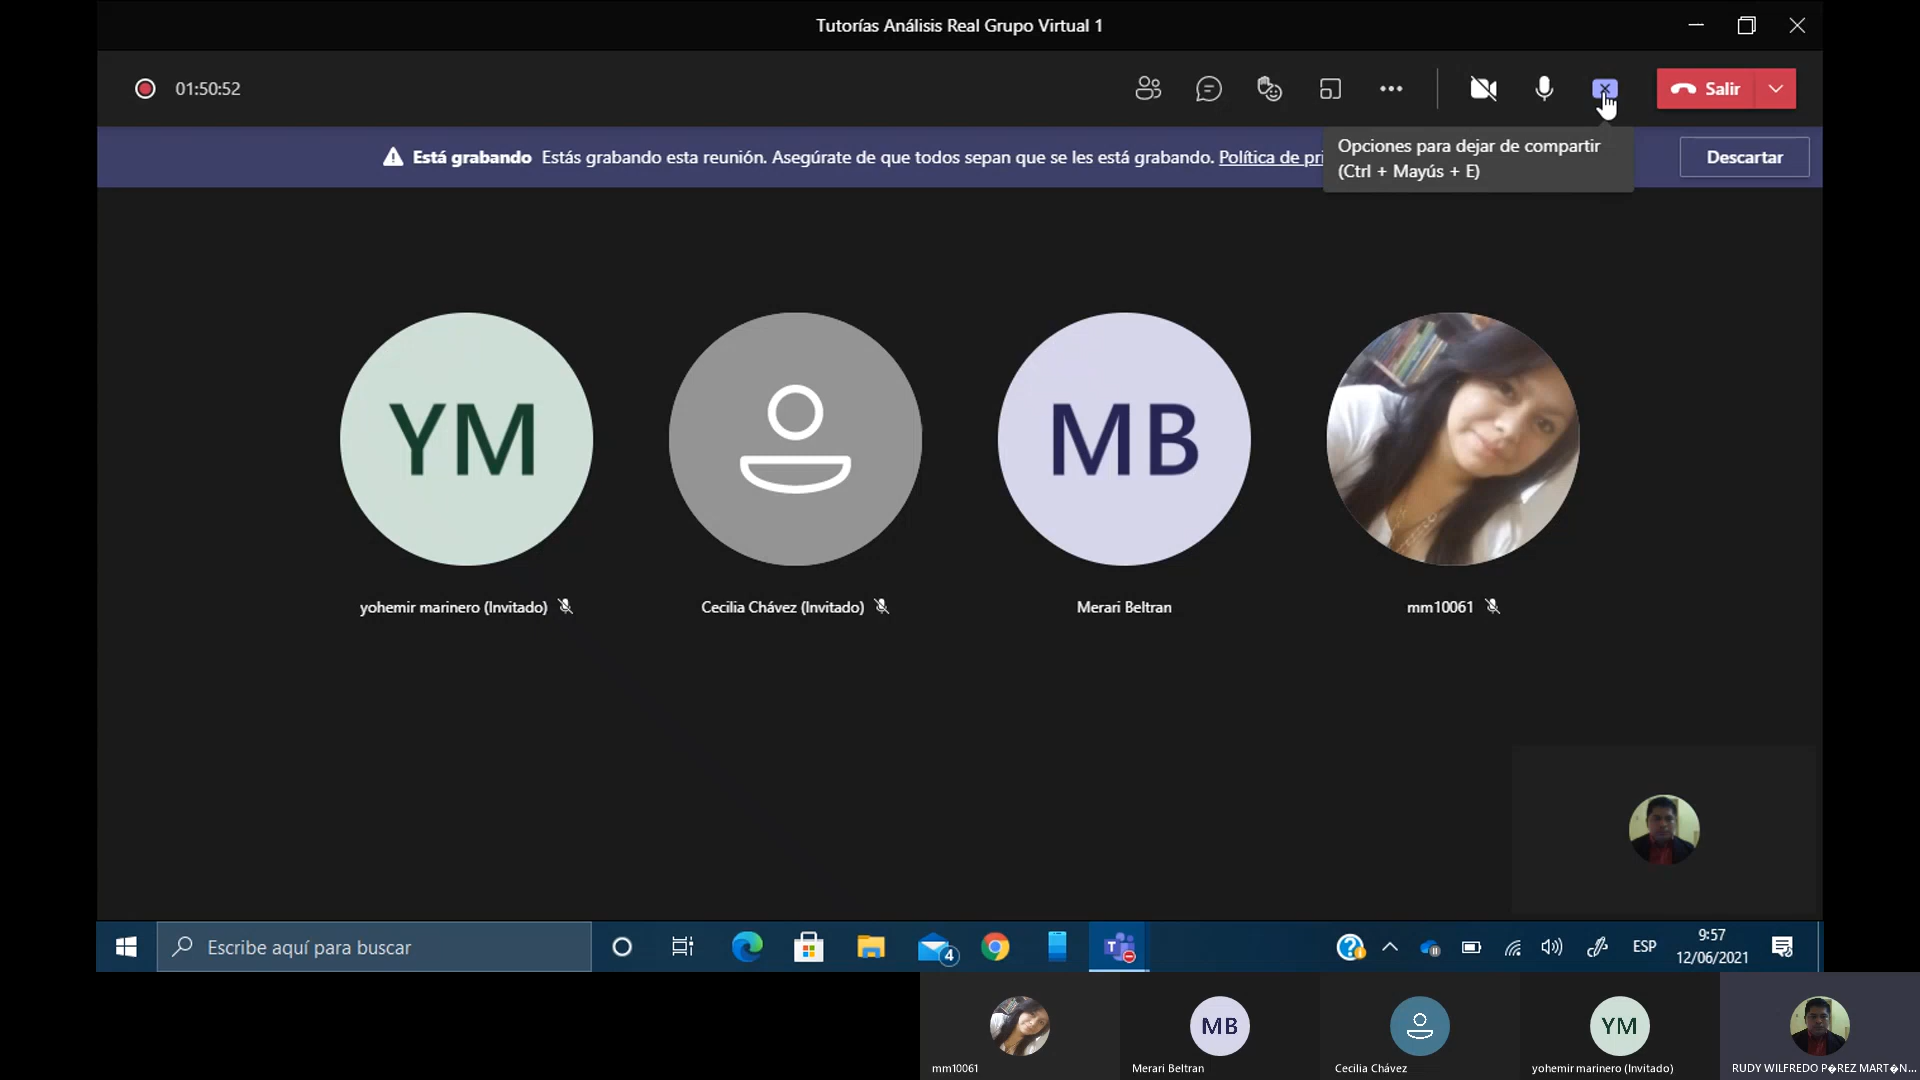 Tutorías Análisis Real Grupo Virtual 1
01:50:52
Salir
Está grabando Estás grabando esta reunión. Asegúrate de que todos sepan que se les está grabando. Política de pri
Opciones para dejar de compartir
(Ctrl + Mayús + E)
Descartar
YM
MB
yohemir marinero (Invitado)
Cecilia Chávez (Invitado)
Merari Beltran
mm10061
Escribe aquí para buscar
4
T
ESP
9:57
12/06/2021
MB
YM
mm10061
Merari Beltran
Cecilia Chávez
yohemir marinero (Invitado)
RUDY WILFREDO P�REZ MART�N...